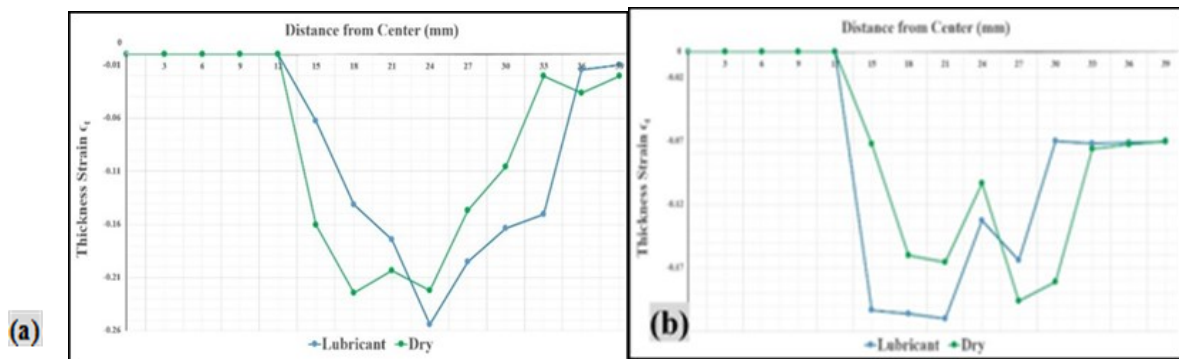 Distance from Center (mm)
0
3 6 9 12 15 18 21 24 27 30 33
-0.01
-0.06
-0.11
-0.16
-0.21
-0.26
Thickness Strain ϵt
Lubricant Dry
(a)
Distance from Center (mm)
0
3 6 9 12 15 18 21 24 27 30 33 36 39
-0.02
-0.07
-0.12
-0.17
Thickness Strain ϵt
Lubricant Dry
(b)